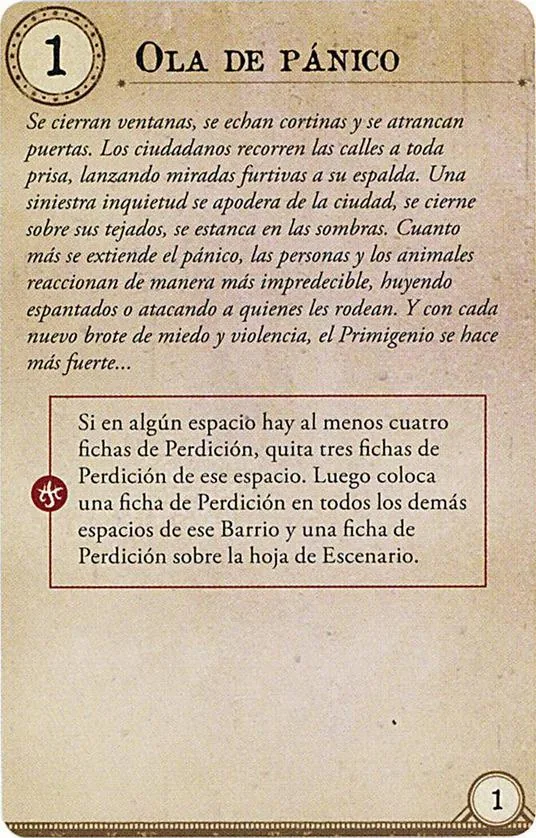 1
Ola de pánico
Se cierran ventanas, se echan cortinas y se atrancan
puertas. Los ciudadanos recorren las calles a toda
prisa, lanzando miradas furtivas a su espalda. Una
siniestra inquietud se apodera de la ciudad, se cierne
sobre sus tejados, se estanca en las sombras. Cuanto
más se extiende el pánico, las personas y los animales
reaccionan de manera más impredecible, huyendo
espantados o atacando a quienes les rodean. Y con cada
nuevo brote de miedo y violencia, el Primigenio se hace
más fuerte...
Si en algún espacio hay al menos cuatro
fichas de Perdición, quita tres fichas de
Perdición de ese espacio. Luego coloca
una ficha de Perdición en todos los demás
espacios de ese Barrio y una ficha de
Perdición sobre la hoja de Escenario.
1